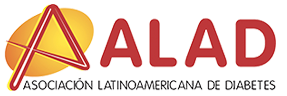 ALAD
ASOCIACIÓN LATINOAMERICANA DE DIABETES